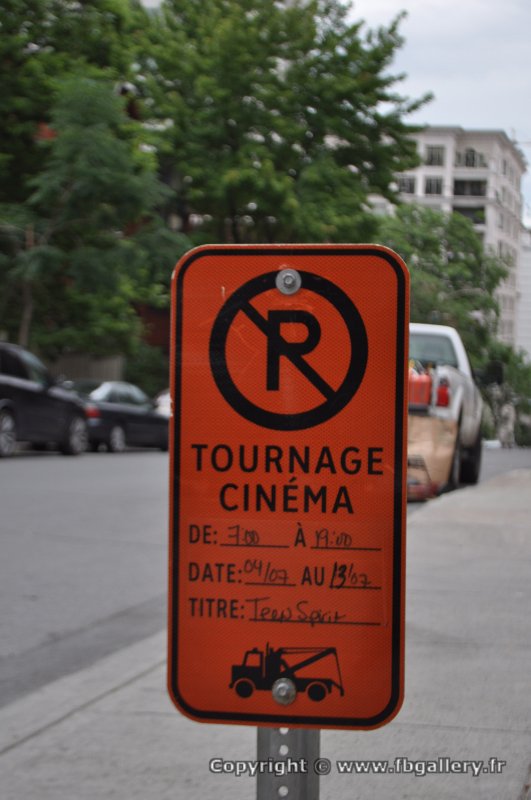 P
TOURNAGE
CINÉMA
DE: 7:00 À 19:00
DATE: 04/07 AU 13/07
TITRE: Teen Spirit
Copyright © www.fbgallery.fr